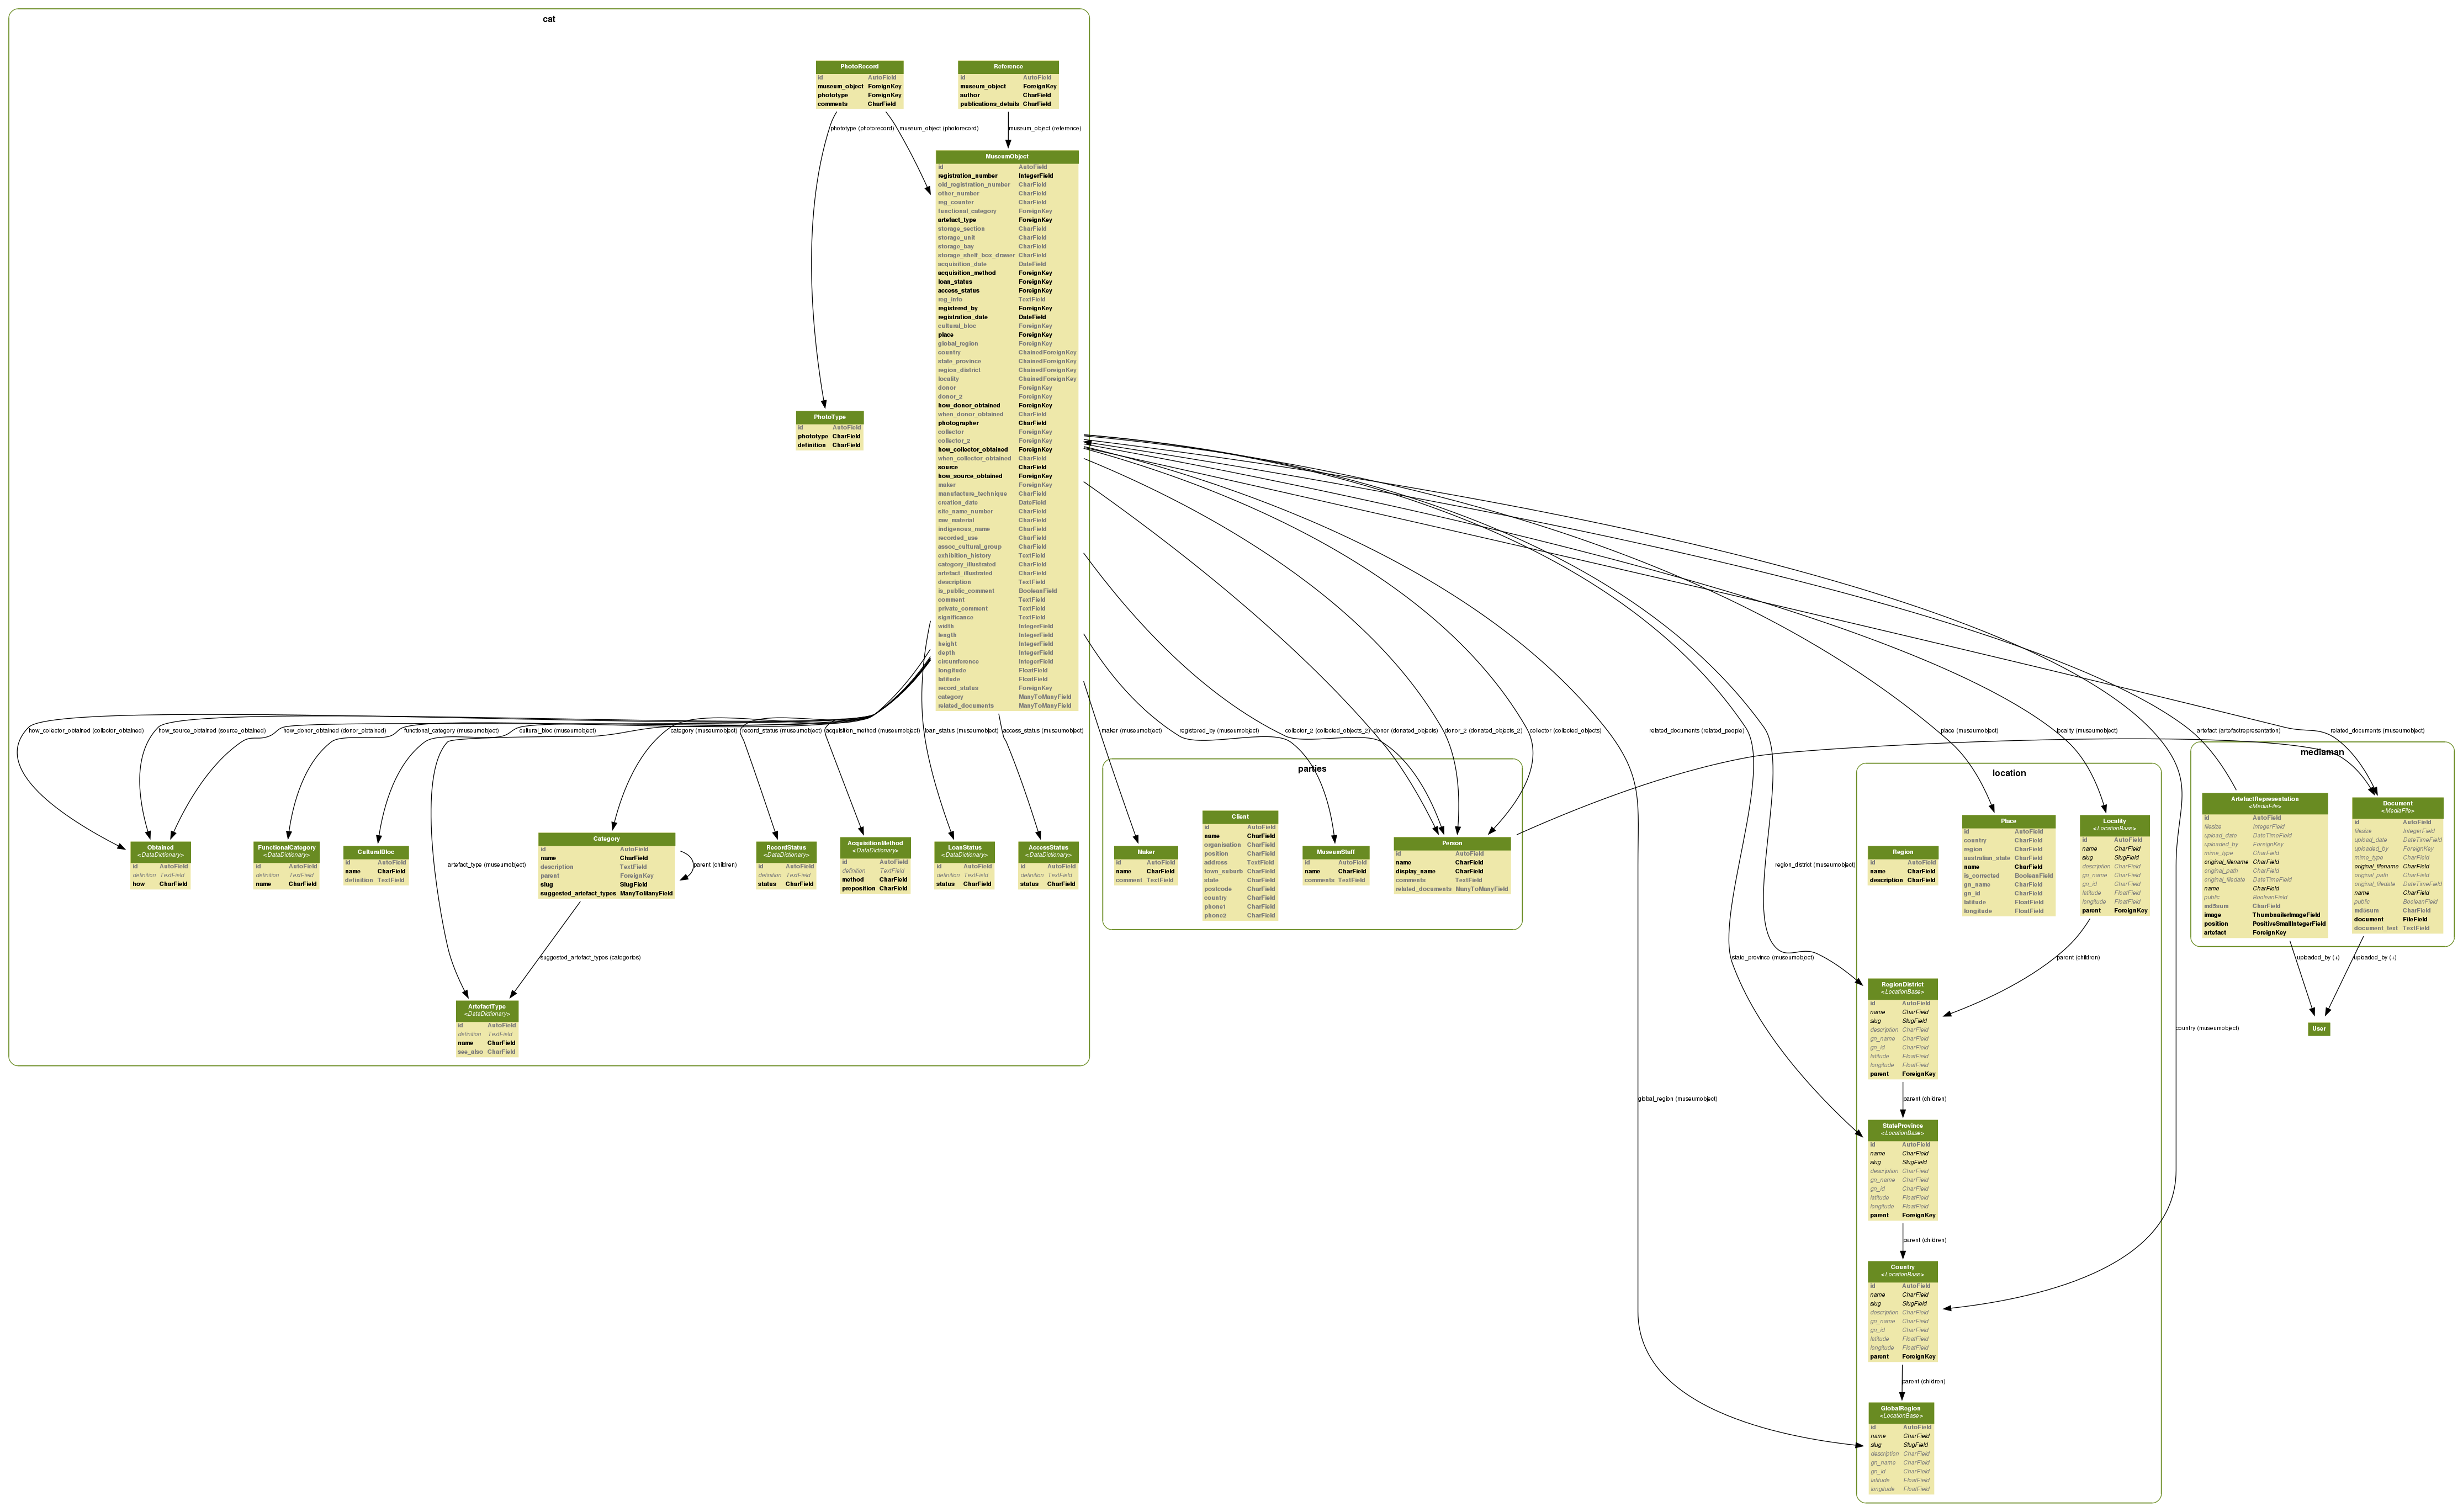 cat
PhotoRecord
id AutoField
museum_object ForeignKey
phototype ForeignKey
comments CharField
Reference
id AutoField
museum_object ForeignKey
author CharField
publications_details CharField
phototype (photorecord)
museum_object (photorecord)
museum_object (reference)
MuseumObject
id AutoField
registration_number IntegerField
old_registration_number CharField
other_number CharField
reg_counter CharField
functional_category ForeignKey
artefact_type ForeignKey
storage_section CharField
storage_unit CharField
storage_bay CharField
storage_shelf_box_drawer CharField
acquisition_date DateField
acquisition_method ForeignKey
loan_status ForeignKey
access_status ForeignKey
reg_info TextField
registered_by ForeignKey
registration_date DateField
cultural_bloc ForeignKey
place ForeignKey
global_region ForeignKey
country ChainedForeignKey
state_province ChainedForeignKey
region_district ChainedForeignKey
locality ChainedForeignKey
donor ForeignKey
donor_2 ForeignKey
how_donor_obtained ForeignKey
when_donor_obtained CharField
photographer CharField
collector ForeignKey
collector_2 ForeignKey
how_collector_obtained ForeignKey
when_collector_obtained CharField
source CharField
how_source_obtained ForeignKey
maker ForeignKey
manufacture_technique CharField
creation_date DateField
site_name_number CharField
raw_material CharField
indigenous_name CharField
recorded_use CharField
assoc_cultural_group CharField
exhibition_history TextField
category_illustrated CharField
artefact_illustrated CharField
description TextField
is_public_comment BooleanField
comment TextField
private_comment TextField
significance TextField
width IntegerField
length IntegerField
height IntegerField
depth IntegerField
circumference IntegerField
longitude FloatField
latitude FloatField
record_status ForeignKey
category ManyToManyField
related_documents ManyToManyField
PhotoType
id AutoField
phototype CharField
definition CharField
how_collector_obtained (collector_obtained)
how_source_obtained (source_obtained)
how_donor_obtained (donor_obtained)
functional_category (museumobject)
cultural_bloc (museumobject)
category (museumobject)
record_status (museumobject)
acquisition_method (museumobject)
loan_status (museumobject)
access_status (museumobject)
maker (museumobject)
registered_by (museumobject)
collector_2 (collected_objects_2)
donor (donated_objects)
donor_2 (donated_objects_2)
collector (collected_objects)
related_documents (related_people)
place (museumobject)
locality (museumobject)
artefact (artefactrepresentation)
related_documents (museumobject)
Obtained
<DataDictionary>
id AutoField
definition TextField
how CharField
FunctionalCategory
<DataDictionary>
id AutoField
definition TextField
name CharField
CulturalBloc
id AutoField
name CharField
definition TextField
artefact_type (museumobject)
Category
id AutoField
name CharField
description TextField
parent ForeignKey
slug SlugField
suggested_artefact_types ManyToManyField
parent (children)
RecordStatus
<DataDictionary>
id AutoField
definition TextField
status CharField
AcquisitionMethod
<DataDictionary>
id AutoField
definition TextField
method CharField
preposition CharField
LoanStatus
<DataDictionary>
id AutoField
definition TextField
status CharField
AccessStatus
<DataDictionary>
id AutoField
definition TextField
status CharField
suggested_artefact_types (categories)
ArtefactType
<DataDictionary>
id AutoField
definition TextField
name CharField
see_also CharField
parties
Maker
id AutoField
name CharField
comment TextField
Client
id AutoField
name CharField
organisation CharField
position CharField
address TextField
town_suburb CharField
state CharField
postcode CharField
country CharField
phone1 CharField
phone2 CharField
MuseumStaff
id AutoField
name CharField
comments TextField
Person
id AutoField
name CharField
display_name CharField
comments TextField
related_documents ManyToManyField
region_district (museumobject)
state_province (museumobject)
global_region (museumobject)
country (museumobject)
location
Region
id AutoField
name CharField
description CharField
Place
id AutoField
country CharField
region CharField
australian_state CharField
name CharField
is_corrected BooleanField
gn_name CharField
gn_id CharField
latitude FloatField
longitude FloatField
Locality
<LocationBase>
id AutoField
name CharField
slug SlugField
description CharField
gn_name CharField
gn_id CharField
latitude FloatField
longitude FloatField
parent ForeignKey
parent (children)
RegionDistrict
<LocationBase>
id AutoField
name CharField
slug SlugField
description CharField
gn_name CharField
gn_id CharField
latitude FloatField
longitude FloatField
parent ForeignKey
parent (children)
StateProvince
<LocationBase>
id AutoField
name CharField
slug SlugField
description CharField
gn_name CharField
gn_id CharField
latitude FloatField
longitude FloatField
parent ForeignKey
parent (children)
Country
<LocationBase>
id AutoField
name CharField
slug SlugField
description CharField
gn_name CharField
gn_id CharField
latitude FloatField
longitude FloatField
parent ForeignKey
parent (children)
GlobalRegion
<LocationBase>
id AutoField
name CharField
slug SlugField
description CharField
gn_name CharField
gn_id CharField
latitude FloatField
longitude FloatField
mediaman
ArtefactRepresentation
<MediaFile>
id AutoField
filesize IntegerField
upload_date DateTimeField
uploaded_by ForeignKey
mime_type CharField
original_filename CharField
original_path CharField
original_filedate DateTimeField
name CharField
public BooleanField
md5sum CharField
image ThumbnailerImageField
position PositiveSmallIntegerField
artefact ForeignKey
Document
<MediaFile>
id AutoField
filesize IntegerField
upload_date DateTimeField
uploaded_by ForeignKey
mime_type CharField
original_filename CharField
original_path CharField
original_filedate DateTimeField
name CharField
public BooleanField
md5sum CharField
document FileField
document_text TextField
uploaded_by (+)
uploaded_by (+)
User